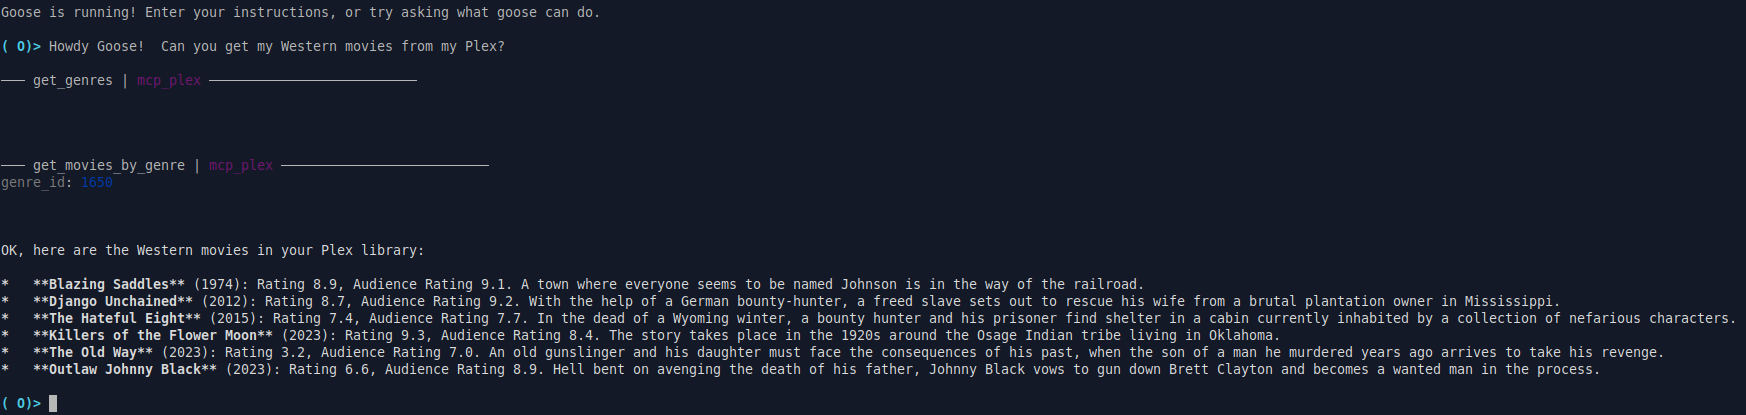 Goose is running! Enter your instructions, or try asking what goose can do.
( O)> Howdy Goose!  Can you get my Western movies from my Plex?
─── get_genres | mcp_plex ──────────────────────────
─── get_movies_by_genre | mcp_plex ──────────────────────────
genre_id: 1650
OK, here are the Western movies in your Plex library:
*   **Blazing Saddles** (1974): Rating 8.9, Audience Rating 9.1. A town where everyone seems to be named Johnson is in the way of the railroad.
*   **Django Unchained** (2012): Rating 8.7, Audience Rating 9.2. With the help of a German bounty-hunter, a freed slave sets out to rescue his wife from a brutal plantation owner in Mississippi.
*   **The Hateful Eight** (2015): Rating 7.4, Audience Rating 7.7. In the dead of a Wyoming winter, a bounty hunter and his prisoner find shelter in a cabin currently inhabited by a collection of nefarious characters.
*   **Killers of the Flower Moon** (2023): Rating 9.3, Audience Rating 8.4. The story takes place in the 1920s around the Osage Indian tribe living in Oklahoma.
*   **The Old Way** (2023): Rating 3.2, Audience Rating 7.0. An old gunslinger and his daughter must face the consequences of his past, when the son of a man he murdered years ago arrives to take his revenge.
*   **Outlaw Johnny Black** (2023): Rating 6.6, Audience Rating 8.9. Hell bent on avenging the death of his father, Johnny Black vows to gun down Brett Clayton and becomes a wanted man in the process.
( O)>